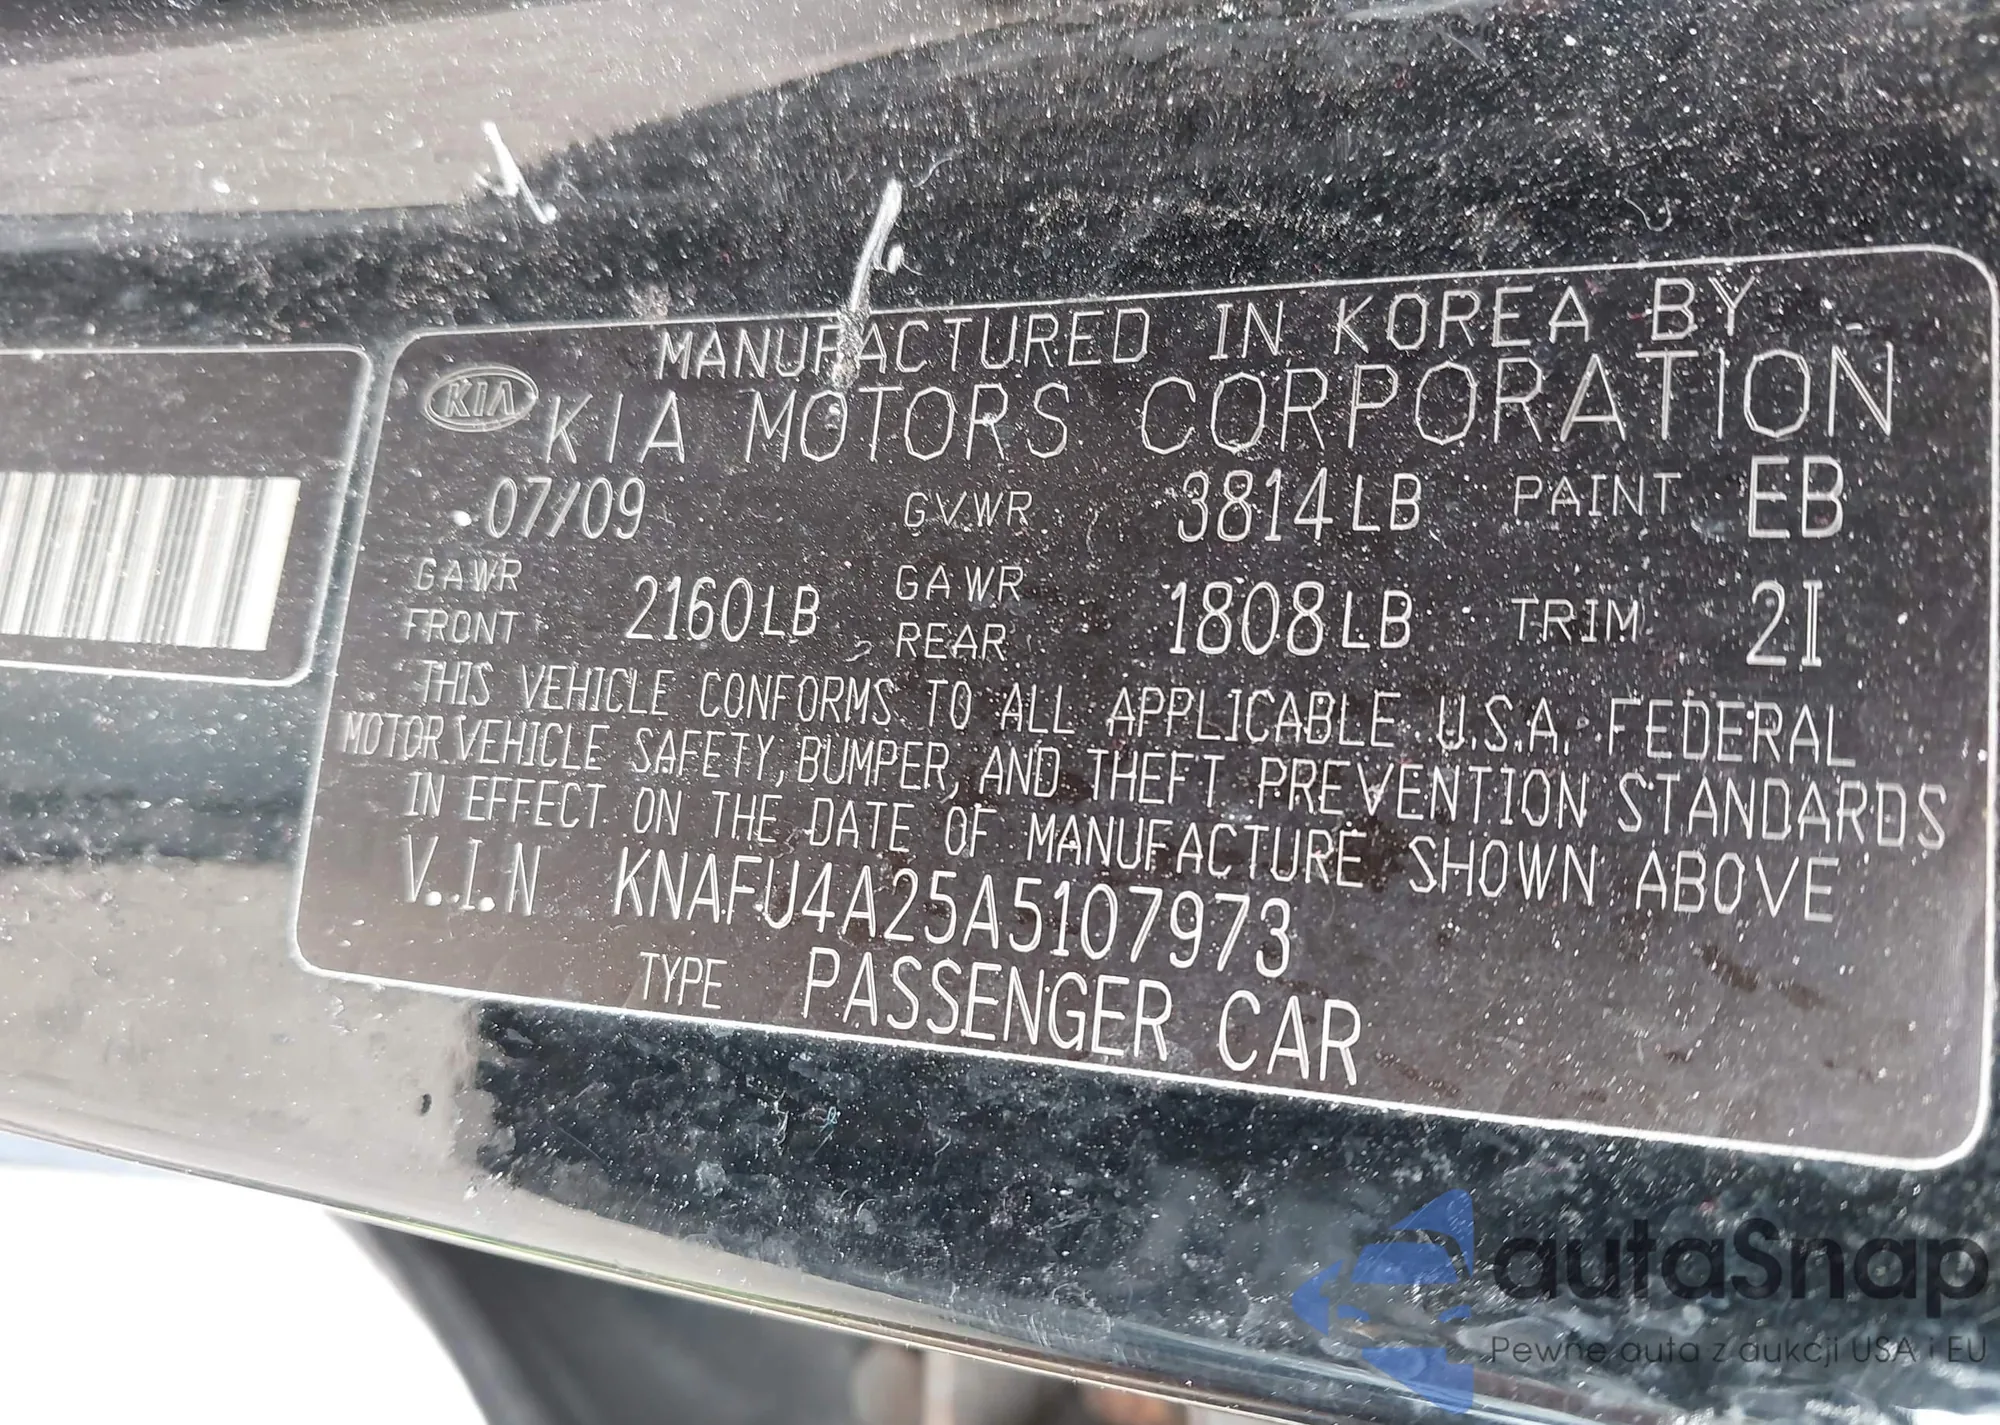 MANUFACTURED IN KOREA BY
KIA KIA MOTORS CORPORATION
07/09 GVWR 3814LB PAINT EB
GAWR FRONT 2160LB GAWR REAR 1808LB TRIM 2I
THIS VEHICLE CONFORMS TO ALL APPLICABLE U.S.A. FEDERAL
MOTOR VEHICLE SAFETY, BUMPER, AND THEFT PREVENTION STANDARDS
IN EFFECT ON THE DATE OF MANUFACTURE SHOWN ABOVE
V.I.N KNAFU4A25A5107973
TYPE PASSENGER CAR
autaSnap
Pewne auta z aukcji USA i EU